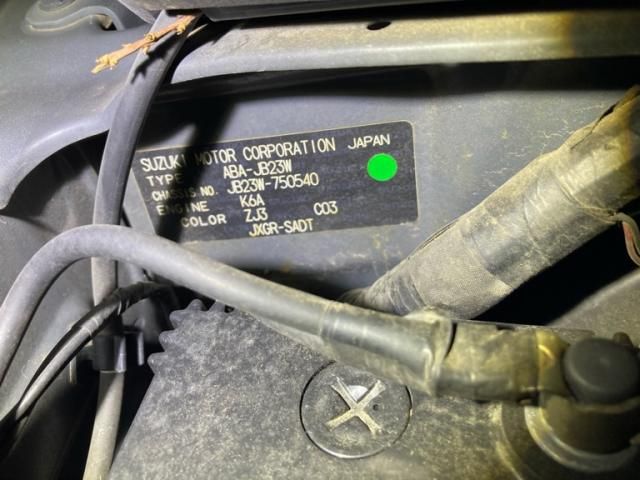 SUZUKI MOTOR CORPORATION JAPAN
TYPE ABA-JB23W
CHASSIS NO. JB23W-750540
ENGINE K6A
COLOR ZJ3 C03
JXGR-SADT